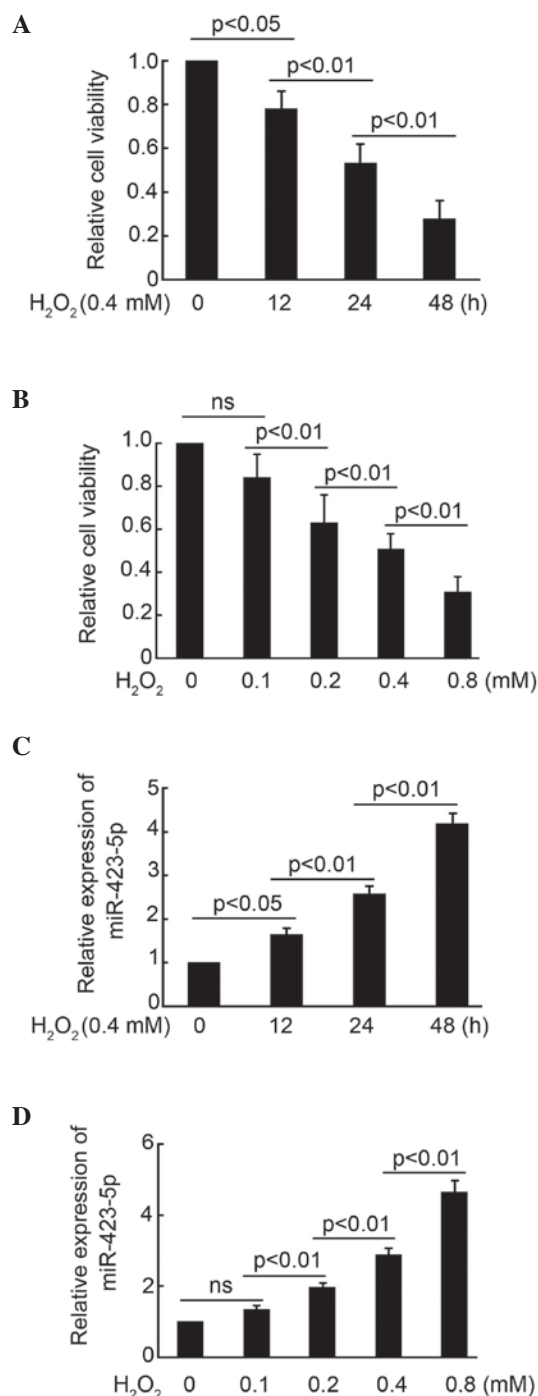 A
p<0.05
p<0.01
p<0.01
Relative cell viability
1.0
0.8
0.6
0.4
0.2
0
H₂O₂(0.4 mM) 0 12 24 48 (h)
B
ns
p<0.01
p<0.01
p<0.01
Relative cell viability
1.0
0.8
0.6
0.4
0.2
0
H₂O₂ 0 0.1 0.2 0.4 0.8 (mM)
C
p<0.01
p<0.01
p<0.05
Relative expression of
miR-423-5p
5
4
3
2
1
1
H₂O₂(0.4 mM) 0 12 24 48 (h)
D
p<0.01
p<0.01
p<0.01
ns
Relative expression of
miR-423-5p
6
4
2
0
H₂O₂ 0 0.1 0.2 0.4 0.8 (mM)